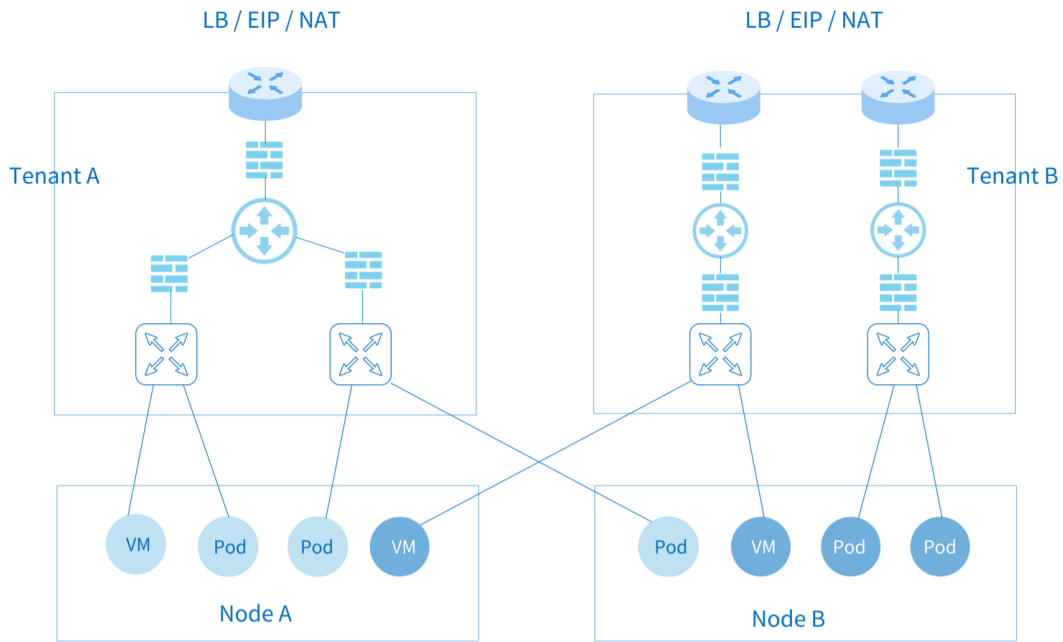 LB / EIP / NAT
LB / EIP / NAT
Tenant A
Tenant B
VM
Pod
Pod
VM
Pod
VM
Pod
Pod
Node A
Node B